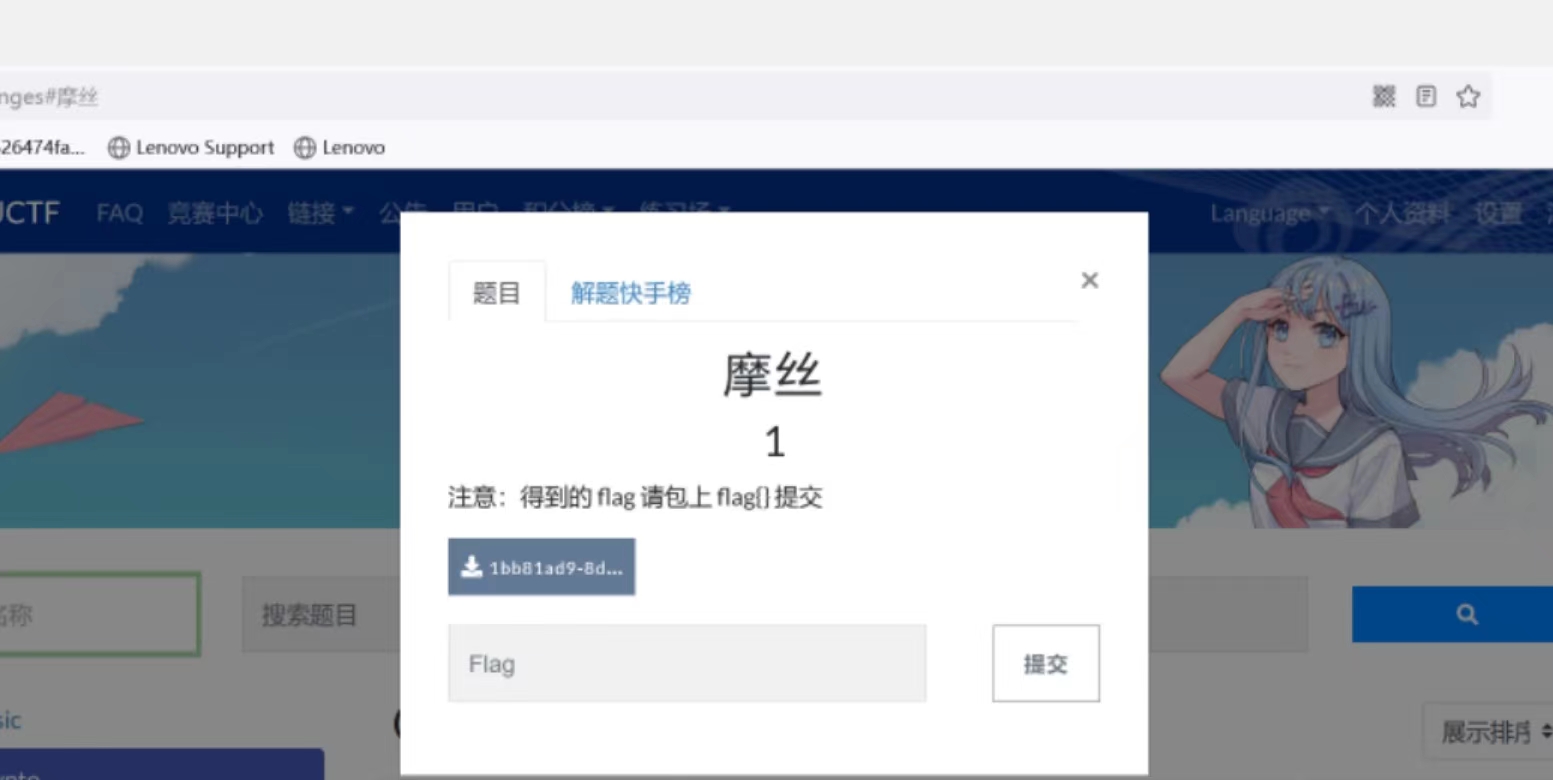 nges#摩丝
26474fa... Lenovo Support Lenovo
CTF FAQ 竞赛中心 链接 公告 用户 积分榜 练习场 Language 个人资料 设置
题目 解题快手榜 ×
摩丝
1
注意：得到的 flag 请包上 flag{} 提交
1bb81ad9-8d...
名称 搜索题目
Flag 提交
sic
展示排序